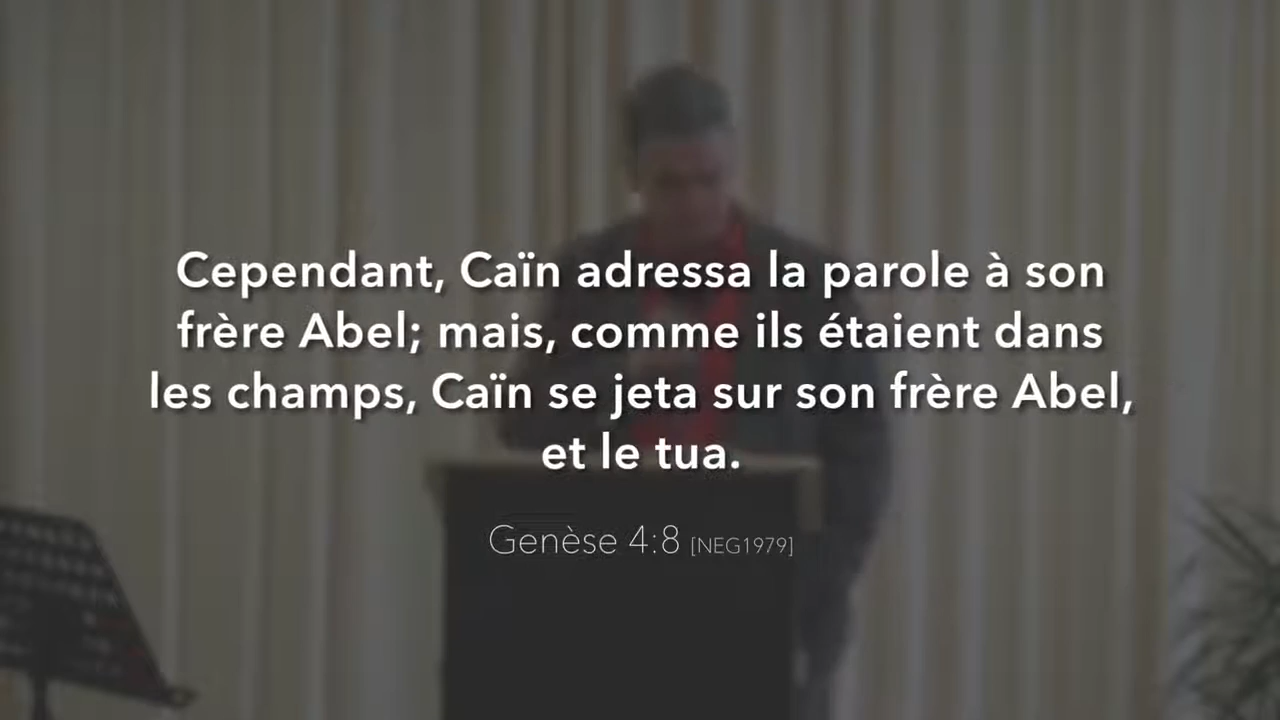 Cependant, Caïn adressa la parole à son
frère Abel; mais, comme ils étaient dans
les champs, Caïn se jeta sur son frère Abel,
et le tua.
Genèse 4:8 [NEG1979]